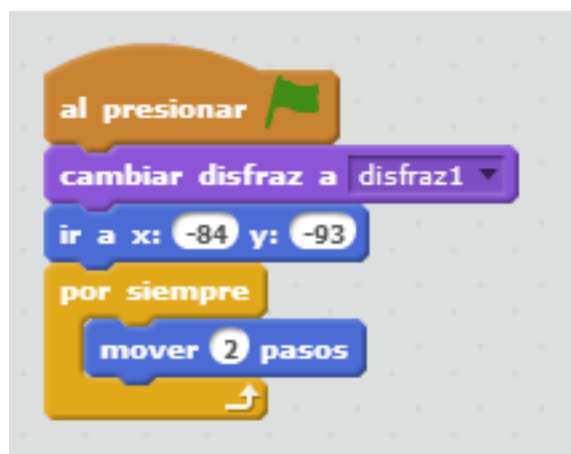 al presionar
cambiar disfraz a disfraz1
ir a x: -84 y: -93
por siempre
mover 2 pasos